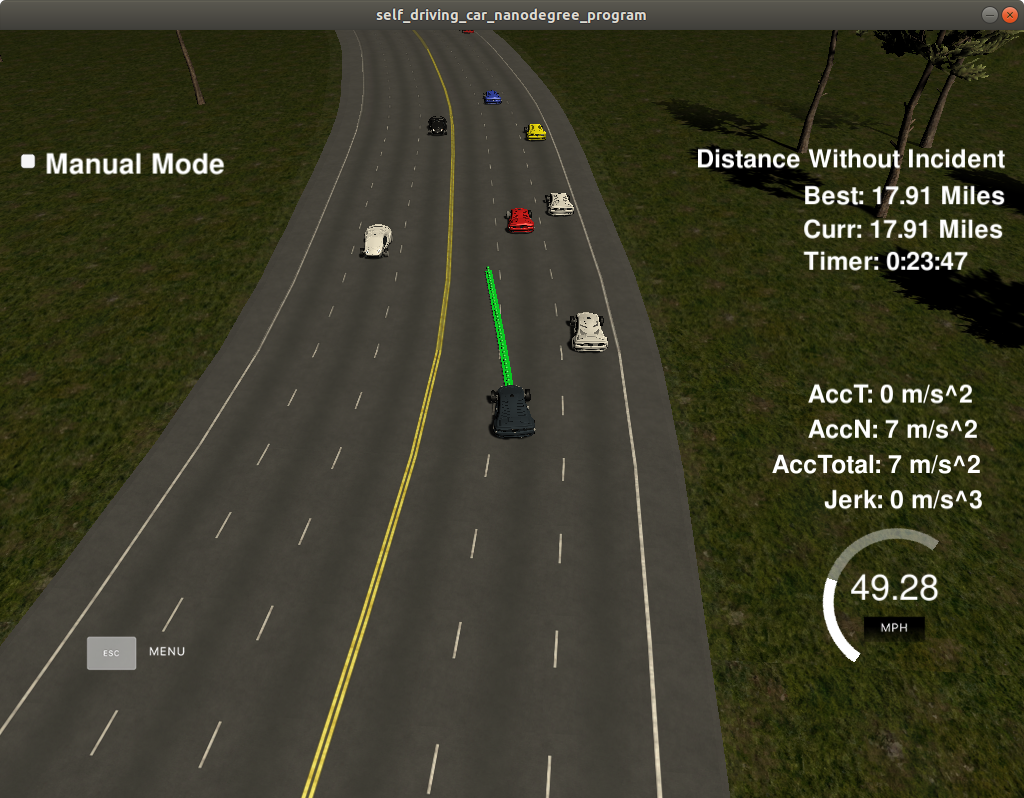 self_driving_car_nanodegree_program
Manual Mode
Distance Without Incident
Best: 17.91 Miles
Curr: 17.91 Miles
Timer: 0:23:47
AccT: 0 m/s^2
AccN: 7 m/s^2
AccTotal: 7 m/s^2
Jerk: 0 m/s^3
49.28
MPH
ESC MENU